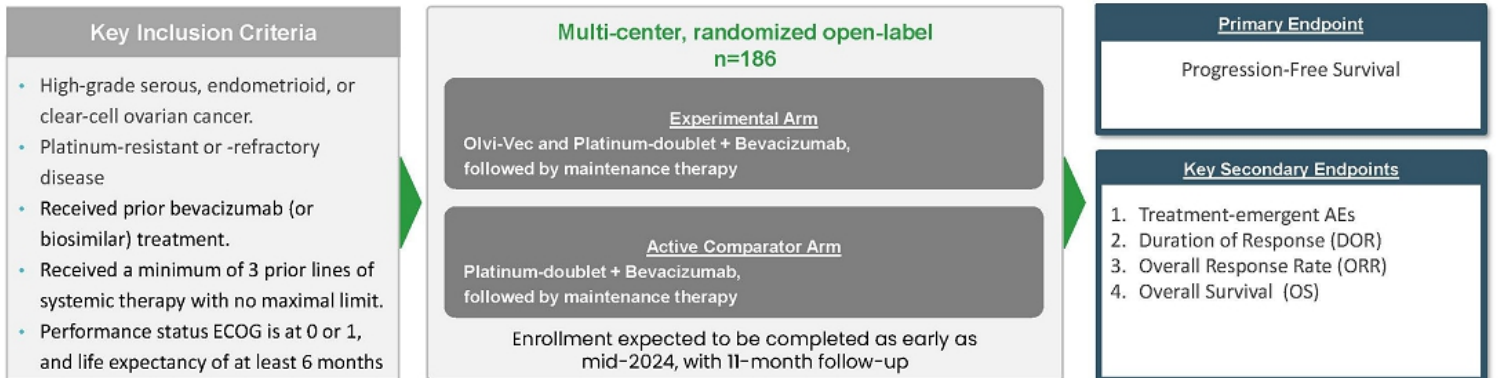 Key Inclusion Criteria
• High-grade serous, endometrioid, or
clear-cell ovarian cancer.
• Platinum-resistant or -refractory
disease
• Received prior bevacizumab (or
biosimilar) treatment.
• Received a minimum of 3 prior lines of
systemic therapy with no maximal limit.
• Performance status ECOG is at 0 or 1,
and life expectancy of at least 6 months
Multi-center, randomized open-label
n=186
Experimental Arm
Olvi-Vec and Platinum-doublet + Bevacizumab,
followed by maintenance therapy
Active Comparator Arm
Platinum-doublet + Bevacizumab,
followed by maintenance therapy
Enrollment expected to be completed as early as
mid-2024, with 11-month follow-up
Primary Endpoint
Progression-Free Survival
Key Secondary Endpoints
1. Treatment-emergent AEs
2. Duration of Response (DOR)
3. Overall Response Rate (ORR)
4. Overall Survival (OS)